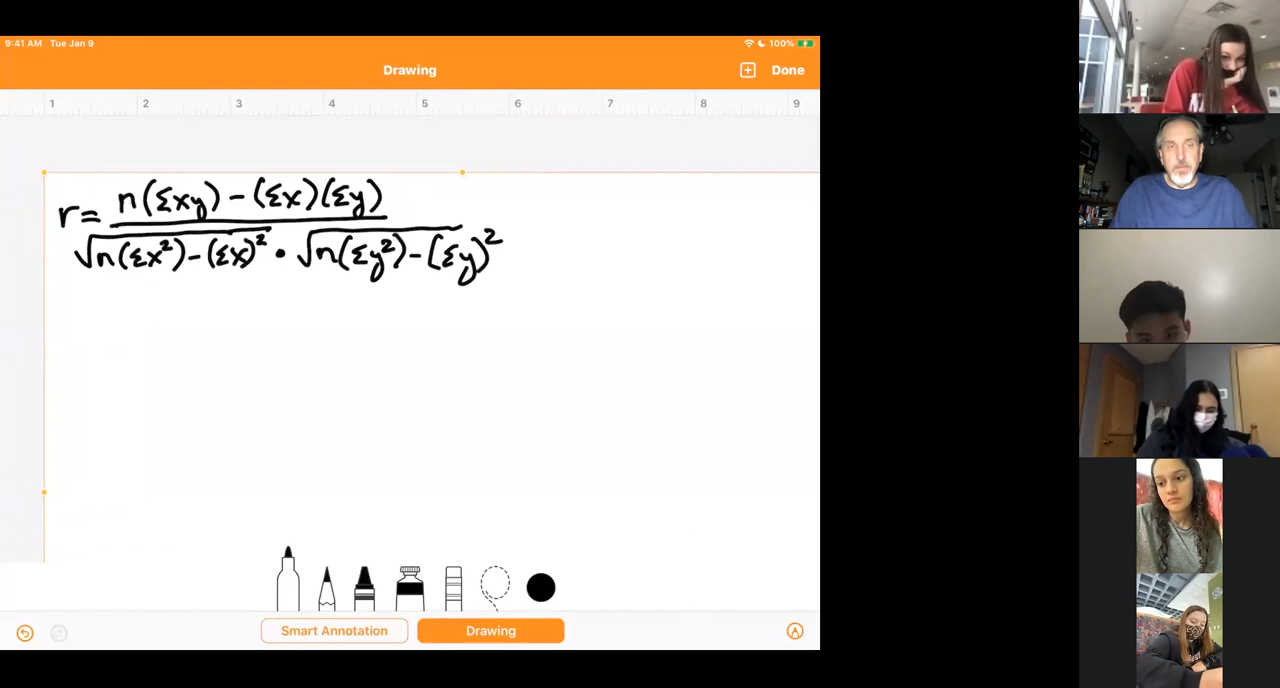 9:41 AM Tue Jan 9
100%
Drawing
Done
1 2 3 4 5 6 7 8 9
r = n(Σxy) - (Σx)(Σy)
√n(Σx²) - (Σx)² • √n(Σy²) - (Σy)²
Smart Annotation
Drawing